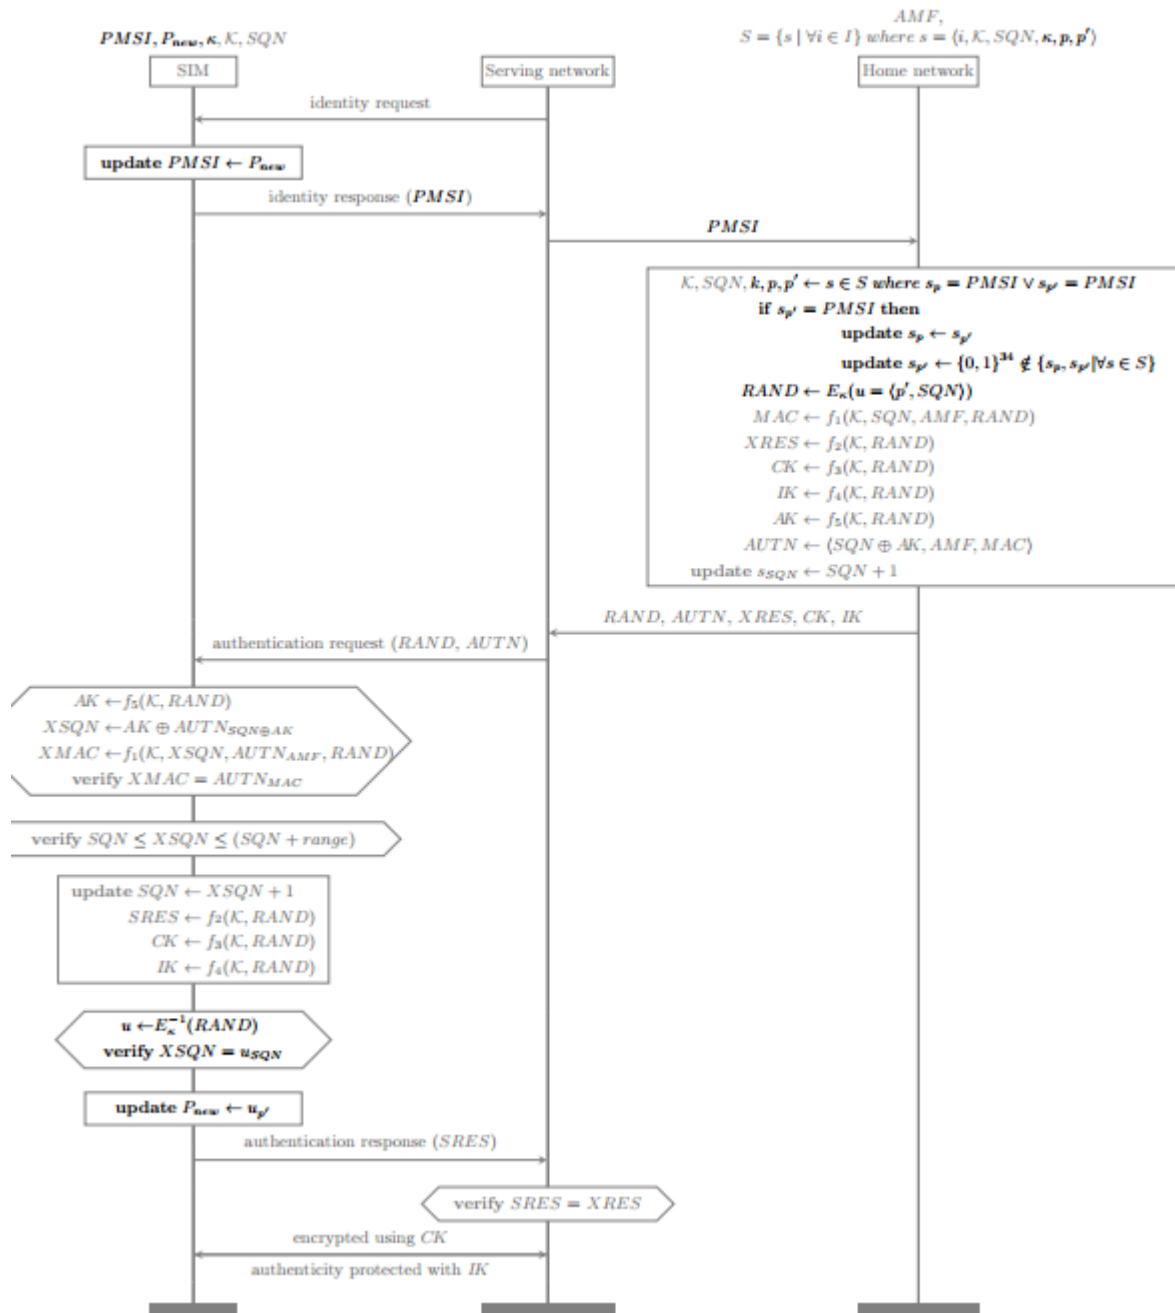 AMF,
PMSI, P_new, κ, K, SQN
S = {s | ∀i ∈ I} where s = ⟨i, K, SQN, κ, p, p′⟩
SIM
Serving network
Home network
identity request
update PMSI ← P_new
identity response (PMSI)
PMSI
K, SQN, k, p, p′ ← s ∈ S where s_p = PMSI ∨ s_p′ = PMSI
if s_p′ = PMSI then
update s_p ← s_p′
update s_p′ ← {0, 1}^34 ∉ {s_p, s_p′|∀s ∈ S}
RAND ← E_κ(u = ⟨p′, SQN⟩)
MAC ← f₁(K, SQN, AMF, RAND)
XRES ← f₂(K, RAND)
CK ← f₃(K, RAND)
IK ← f₄(K, RAND)
AK ← f₅(K, RAND)
AUTN ← ⟨SQN ⊕ AK, AMF, MAC⟩
update s_SQN ← SQN + 1
RAND, AUTN, XRES, CK, IK
authentication request (RAND, AUTN)
AK ← f₅(K, RAND)
XSQN ← AK ⊕ AUTN_SQN⊕AK
XMAC ← f₁(K, XSQN, AUTN_AMF, RAND)
verify XMAC = AUTN_MAC
verify SQN ≤ XSQN ≤ (SQN + range)
update SQN ← XSQN + 1
SRES ← f₂(K, RAND)
CK ← f₃(K, RAND)
IK ← f₄(K, RAND)
u ← E_κ⁻¹(RAND)
verify XSQN = u_SQN
update P_new ← u_p′
authentication response (SRES)
verify SRES = XRES
encrypted using CK
authenticity protected with IK